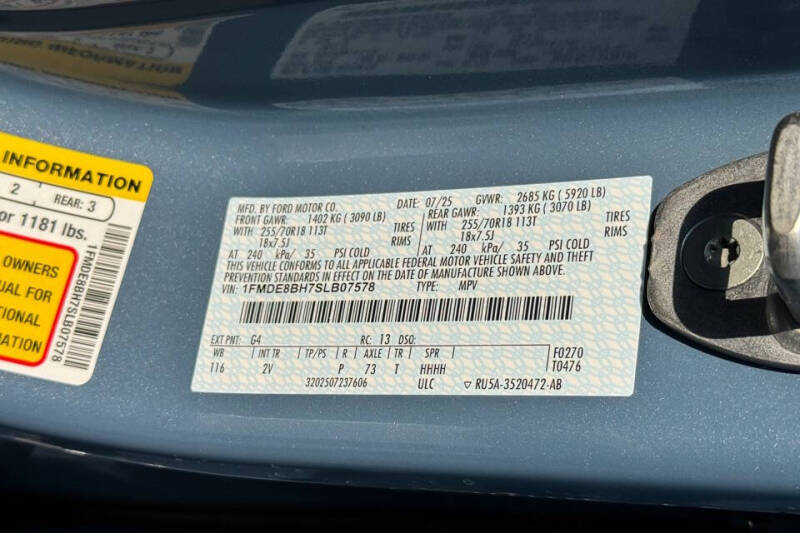 INFORMATION
2 REAR: 3
or 1181 lbs.
OWNERS
UAL FOR
TIONAL
MATION
1FMDE8BH7SLB07578
MFD. BY FORD MOTOR CO. DATE: 07/25 GVWR: 2685 KG ( 5920 LB)
FRONT GAWR: 1402 KG ( 3090 LB) REAR GAWR: 1393 KG ( 3070 LB)
WITH 255/70R18 113T TIRES WITH 255/70R18 113T TIRES
18x7.5J RIMS 18x7.5J RIMS
AT 240 kPa/ 35 PSI COLD AT 240 kPa/ 35 PSI COLD
THIS VEHICLE CONFORMS TO ALL APPLICABLE FEDERAL MOTOR VEHICLE SAFETY AND THEFT
PREVENTION STANDARDS IN EFFECT ON THE DATE OF MANUFACTURE SHOWN ABOVE.
VIN: 1FMDE8BH7SLB07578 TYPE: MPV
EXT PNT: G4 RC: 13 DSO:
WB INT TR TP/PS R AXLE TR SPR F0270
116 2V P 73 T HHHH T0476
3202507237606 ULC ▽ RU5A-3520472-AB